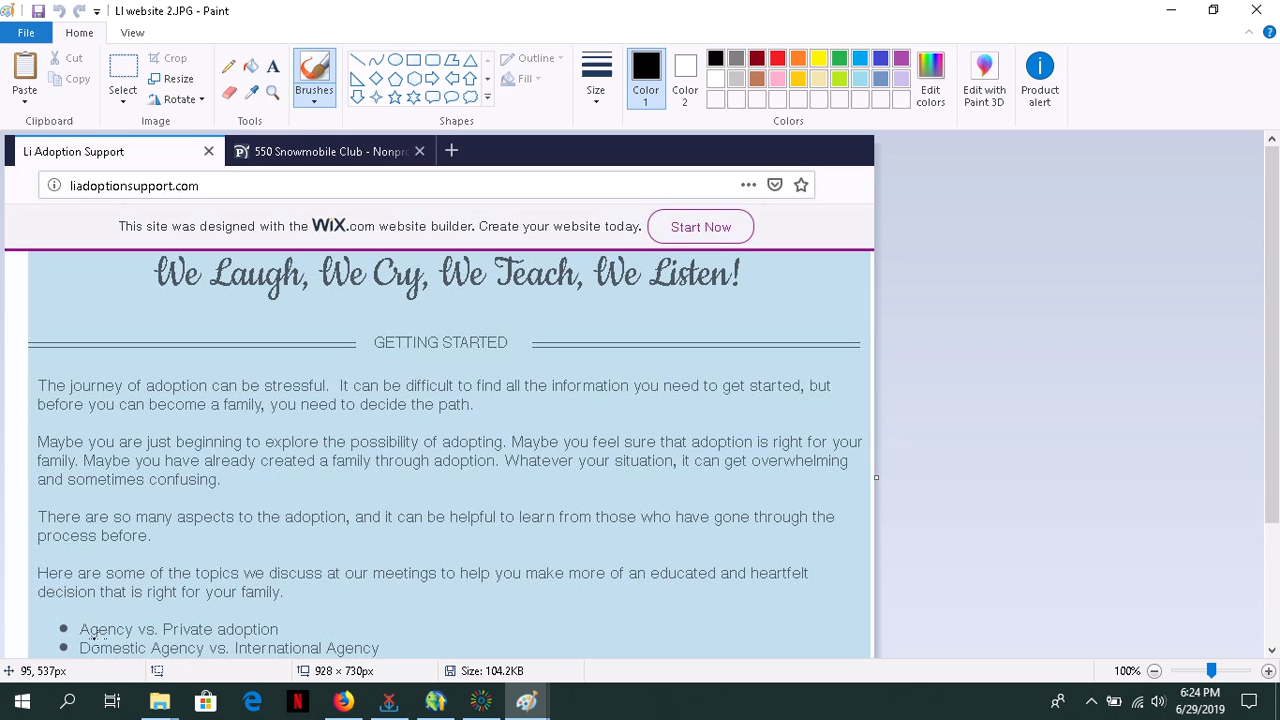 LI website 2.JPG - Paint
File
Home
View
Cut
Copy
Paste
Clipboard
Crop
Resize
Rotate
Select
Image
Tools
Brushes
Outline
Fill
Shapes
Size
Color 1
Color 2
Edit colors
Colors
Edit with Paint 3D
Product alert
Li Adoption Support
550 Snowmobile Club - Nonpro
liadoptionsupport.com
This site was designed with the WiX.com website builder. Create your website today.
Start Now
We Laugh, We Cry, We Teach, We Listen!
GETTING STARTED
The journey of adoption can be stressful. It can be difficult to find all the information you need to get started, but
before you can become a family, you need to decide the path.
Maybe you are just beginning to explore the possibility of adopting. Maybe you feel sure that adoption is right for your
family. Maybe you have already created a family through adoption. Whatever your situation, it can get overwhelming
and sometimes confusing.
There are so many aspects to the adoption, and it can be helpful to learn from those who have gone through the
process before.
Here are some of the topics we discuss at our meetings to help you make more of an educated and heartfelt
decision that is right for your family.
Agency vs. Private adoption
Domestic Agency vs. International Agency
95, 537px
928 × 730px
Size: 104.2KB
100%
6:24 PM
6/29/2019